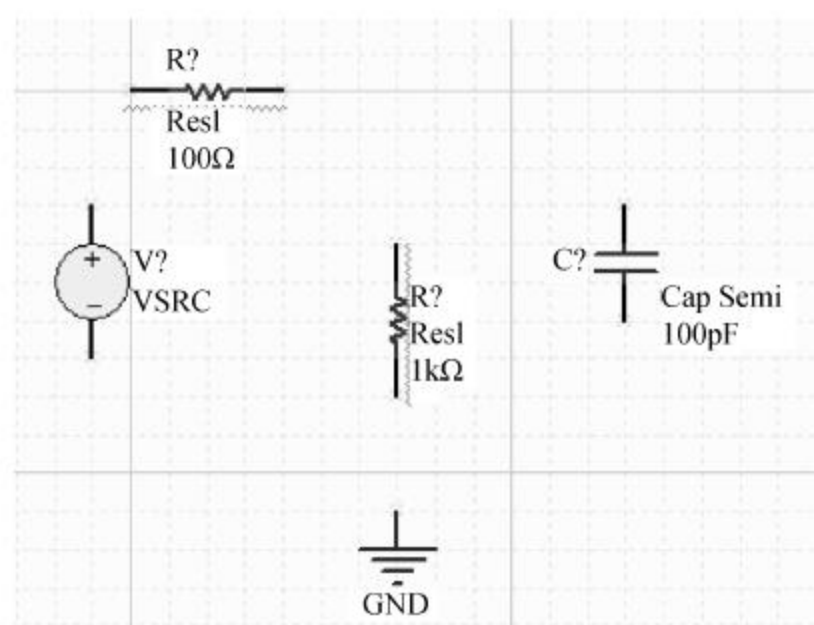 R?
Resl
100Ω
+
V?
−
VSRC
R?
Resl
1kΩ
C?
Cap Semi
100pF
GND